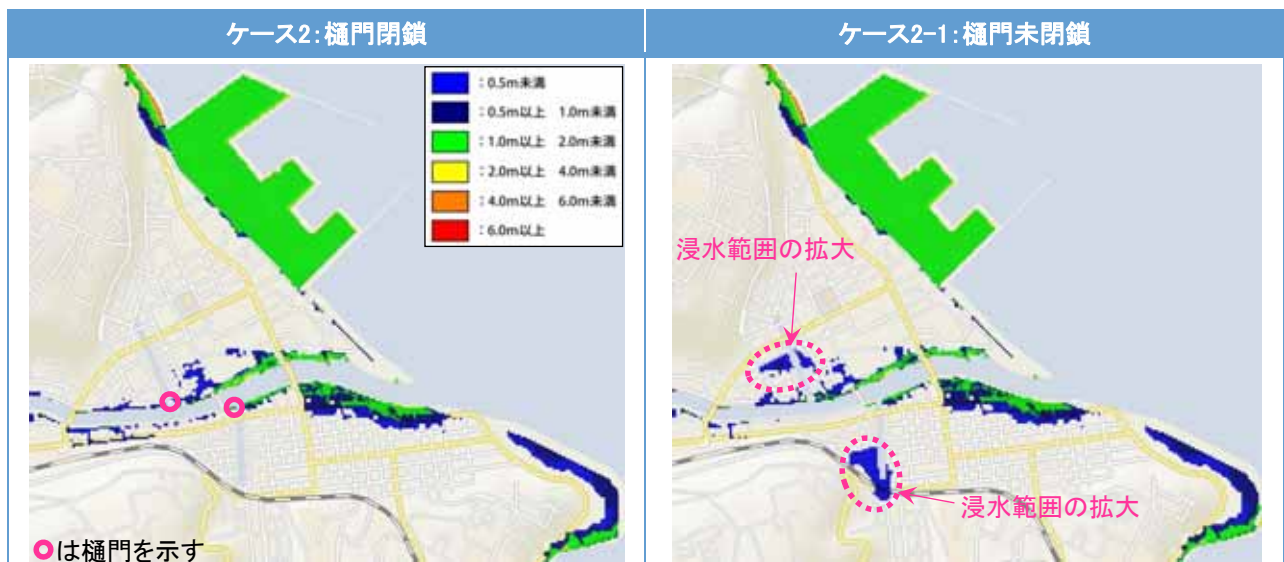 ケース2:樋門閉鎖
ケース2-1:樋門未閉鎖
:0.5m未満
:0.5m以上 1.0m未満
:1.0m以上 2.0m未満
:2.0m以上 4.0m未満
:4.0m以上 6.0m未満
:6.0m以上
浸水範囲の拡大
浸水範囲の拡大
は樋門を示す